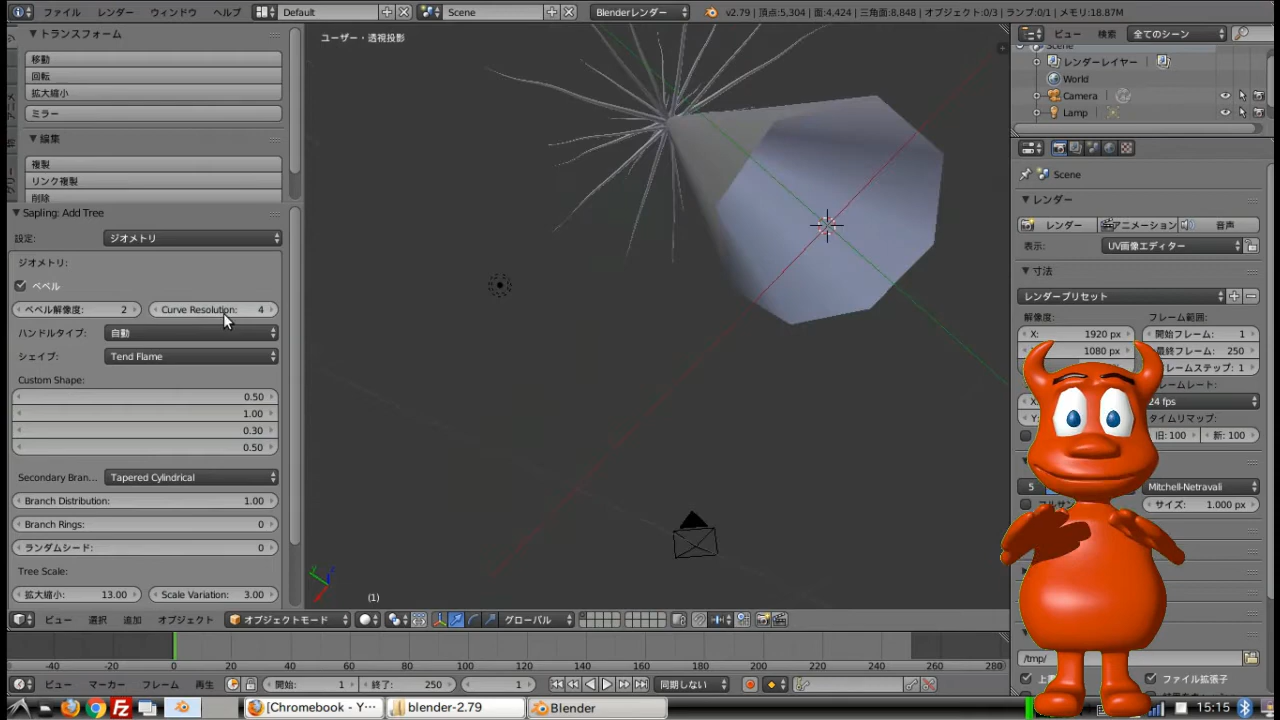 ファイル レンダー ウィンドウ ヘルプ Default Scene Blenderレンダー v2.79 | 頂点:5,304 | 面:4,424 | 三角面:8,848 | オブジェクト:0/3 | ランプ:0/1 | メモリ:18.87M
トランスフォーム
移動
回転
拡大縮小
ミラー
編集
複製
リンク複製
削除
Sapling: Add Tree
設定: ジオメトリ
ジオメトリ:
ベベル
ベベル解像度: 2 Curve Resolution: 4
ハンドルタイプ: 自動
シェイプ: Tend Flame
Custom Shape:
0.50
1.00
0.30
0.50
Secondary Bran... Tapered Cylindrical
Branch Distribution: 1.00
Branch Rings: 0
ランダムシード: 0
Tree Scale:
拡大縮小: 13.00 Scale Variation: 3.00
ユーザー・透視投影
(1)
ビュー 選択 追加 オブジェクト オブジェクトモード グローバル
ビュー 検索 全てのシーン
Scene
レンダーレイヤー
World
Camera
Lamp
Scene
レンダー
レンダー アニメーション 音声
表示: UV画像エディター
寸法
レンダープリセット
解像度: フレーム範囲:
X: 1920 px 開始フレーム: 1
1080 px 最終フレーム: 250
レームステップ: 1
ームレート:
24 fps
タイムリマップ:
旧: 100 新: 100
5 Mitchell-Netravali
フルサン サイズ: 1.000 px
/tmp/
ファイル拡張子
-40 -20 0 20 40 60 80 100 120 140 160 180 200 220 240 260 280
ビュー マーカー フレーム 再生 開始: 1 終了: 250 1 同期しない
[Chromebook - Y… blender-2.79 Blender 15:15